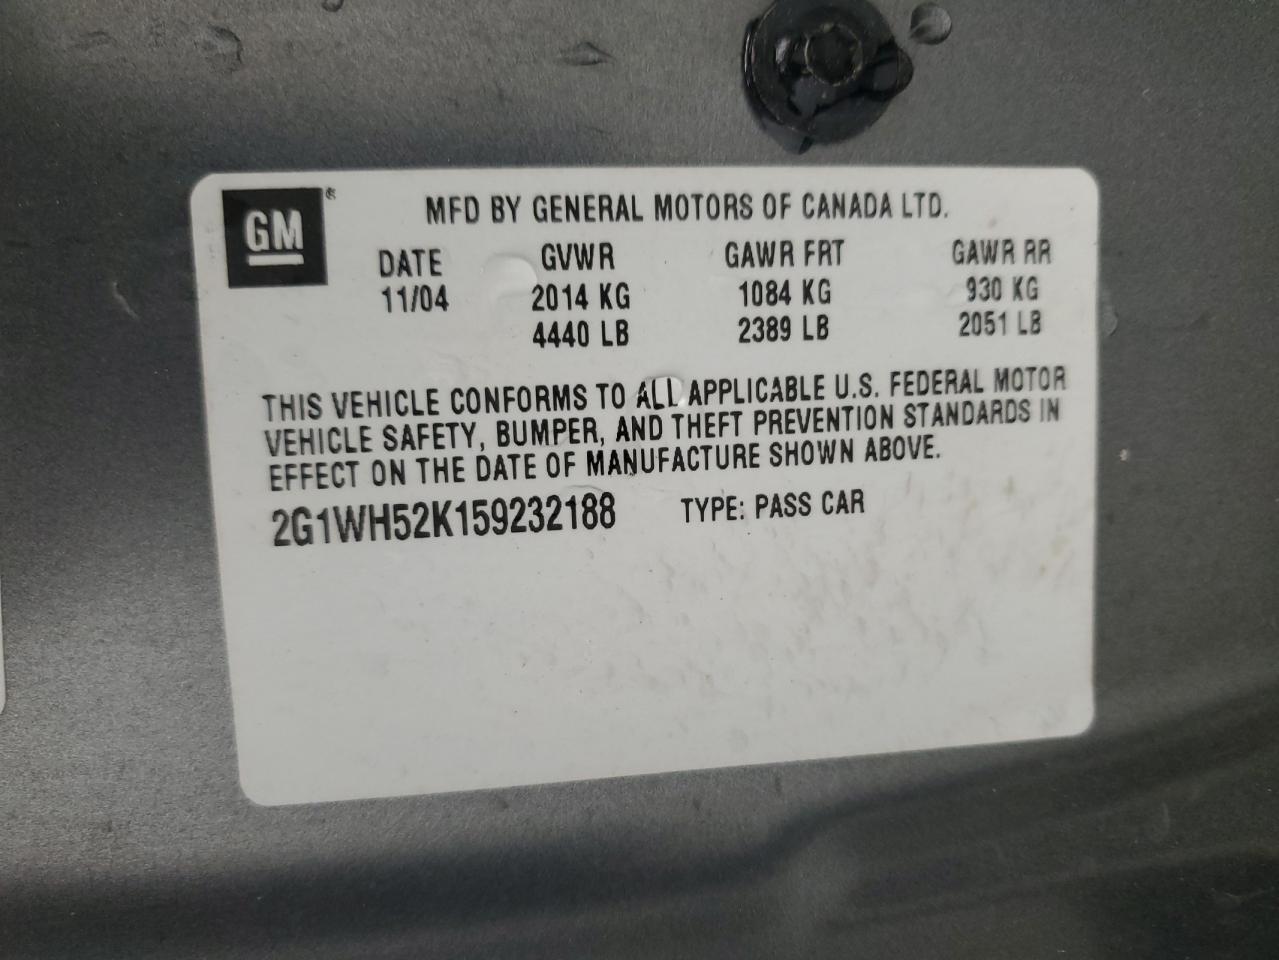 GM®
MFD BY GENERAL MOTORS OF CANADA LTD.
DATE GVWR GAWR FRT GAWR RR
11/04 2014 KG 1084 KG 930 KG
4440 LB 2389 LB 2051 LB
THIS VEHICLE CONFORMS TO ALL APPLICABLE U.S. FEDERAL MOTOR
VEHICLE SAFETY, BUMPER, AND THEFT PREVENTION STANDARDS IN
EFFECT ON THE DATE OF MANUFACTURE SHOWN ABOVE.
2G1WH52K159232188 TYPE: PASS CAR